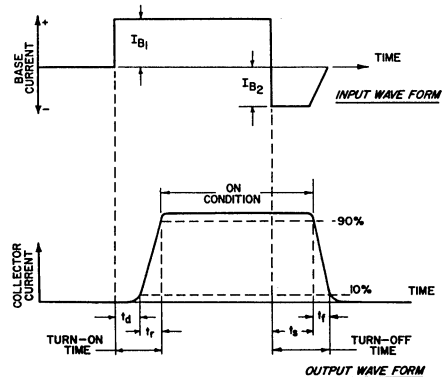 +
BASE
CURRENT
−
I_B1
I_B2
TIME
INPUT WAVE FORM
ON
CONDITION
-90%
10%
COLLECTOR
CURRENT
TIME
t_d
t_r
t_s
t_f
TURN-ON
TIME
TURN-OFF
TIME
OUTPUT WAVE FORM